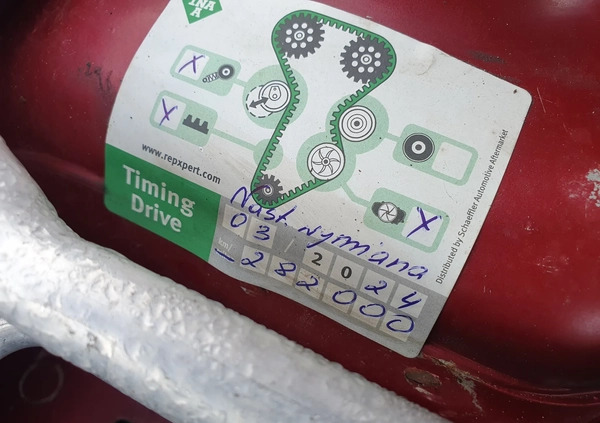 INA
X
X
X
www.repxpert.com
Timing
Drive
Distributed by Schaeffler Automotive Aftermarket
Nast. wymiana
03 / 2024
km/
- 282000